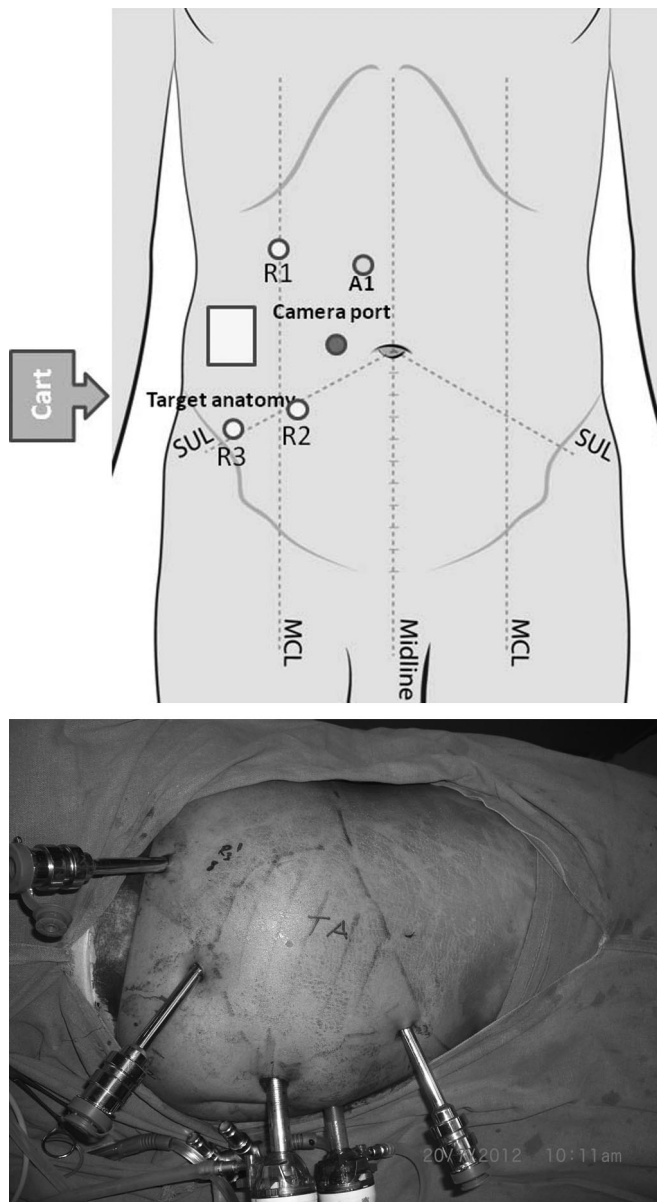 R1
A1
Camera port
Cart
Target anatomy
SUL
R3
R2
SUL
MCL
Midline
MCL
TA
20/7/2012 10:11am